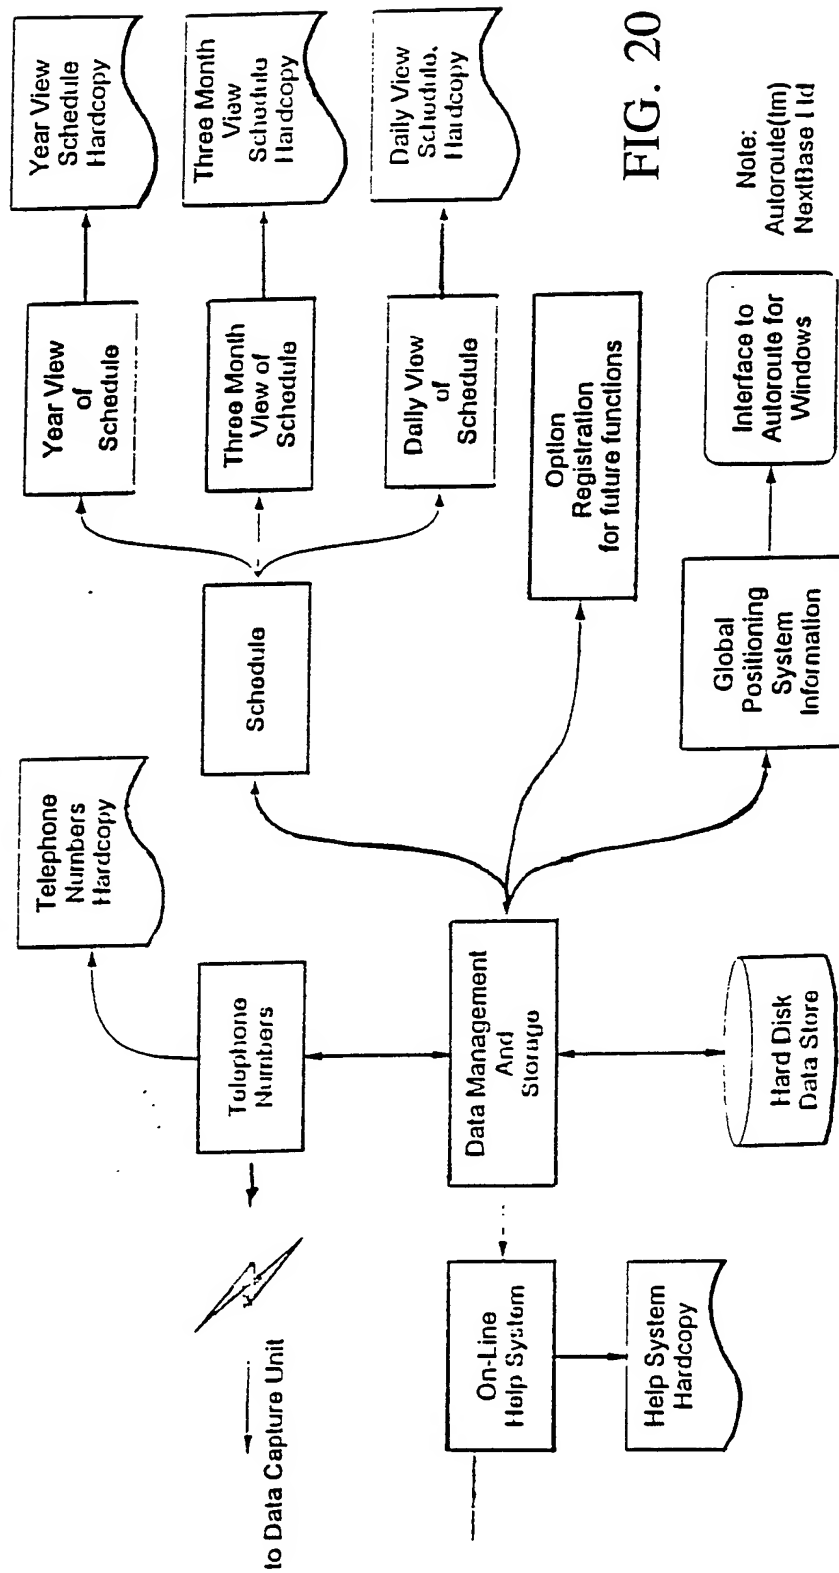 Telephone
Numbers
Hardcopy
Year View
Schedule
Hardcopy
Year View
of
Schedule
Three Month
View
Schedule
Hardcopy
Three Month
View of
Schedule
Daily View
Schedule.
Hardcopy
Daily View
of
Schedule
Schedule
Telephone
Numbers
to Data Capture Unit
Data Management
And
Storage
Option
Registration
for future functions
FIG. 20
On-Line
Help System
Help System
Hardcopy
Hard Disk
Data Store
Global
Positioning
System
Information
Interface to
Autoroute for
Windows
Note:
Autoroute(tm)
NextBase Ltd